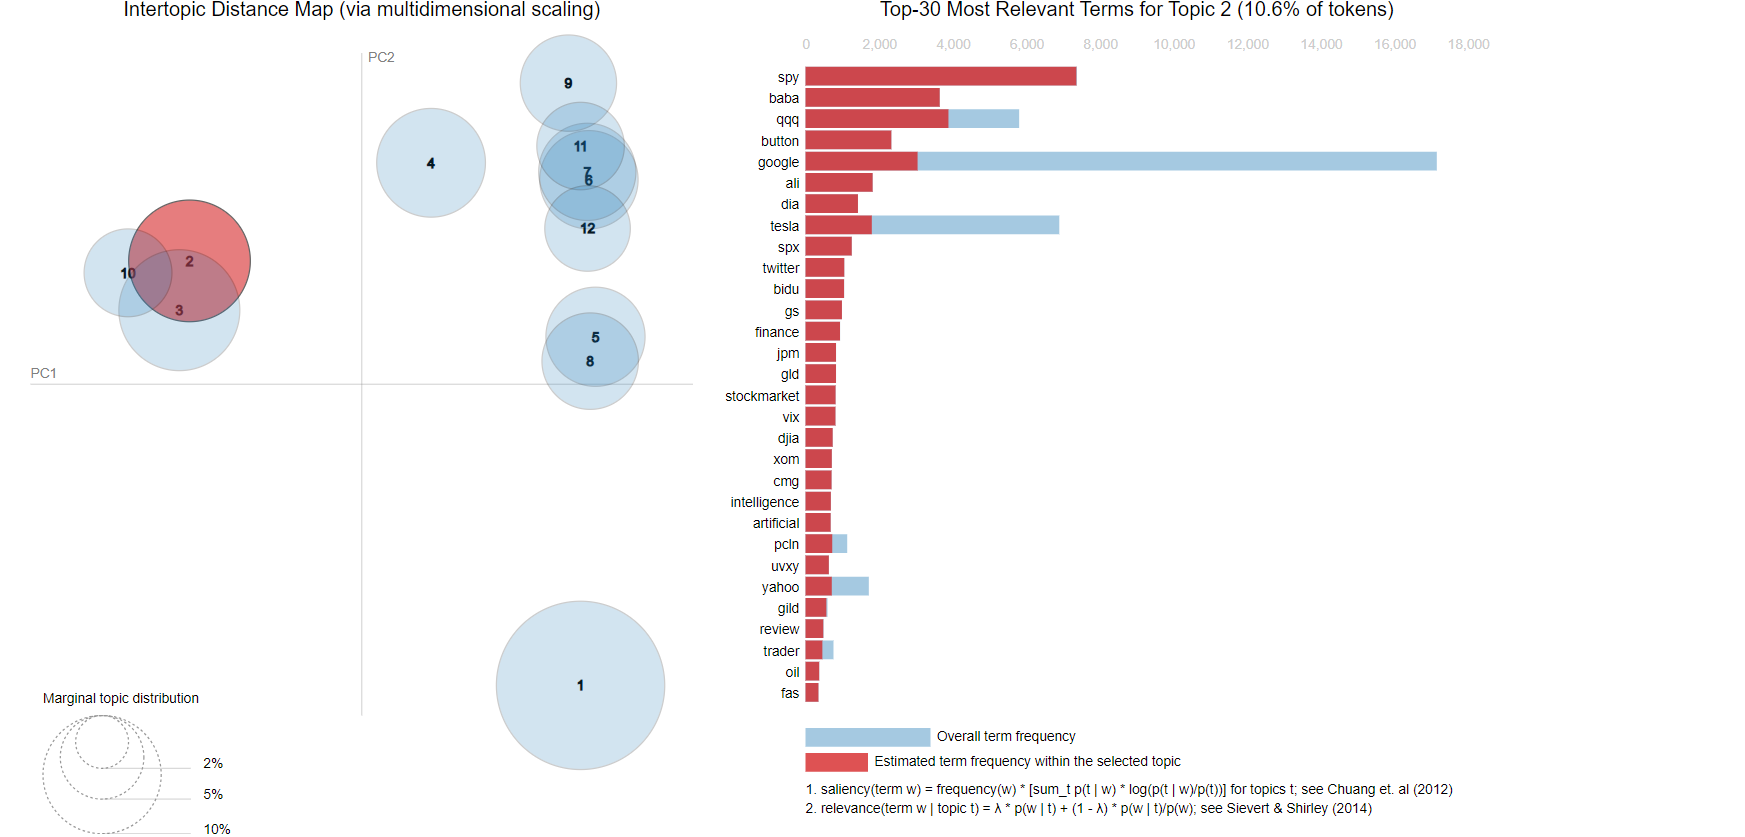 Intertopic Distance Map (via multidimensional scaling)
PC2
PC1
9
11
7
6
12
4
2
10
3
5
8
1
Marginal topic distribution
2%
5%
10%
Top-30 Most Relevant Terms for Topic 2 (10.6% of tokens)
0 2,000 4,000 6,000 8,000 10,000 12,000 14,000 16,000 18,000
spy
baba
qqq
button
google
ali
dia
tesla
spx
twitter
bidu
gs
finance
jpm
gld
stockmarket
vix
djia
xom
cmg
intelligence
artificial
pcln
uvxy
yahoo
gild
review
trader
oil
fas
Overall term frequency
Estimated term frequency within the selected topic
1. saliency(term w) = frequency(w) * [sum_t p(t | w) * log(p(t | w)/p(t))] for topics t; see Chuang et. al (2012)
2. relevance(term w | topic t) = λ * p(w | t) + (1 - λ) * p(w | t)/p(w); see Sievert & Shirley (2014)